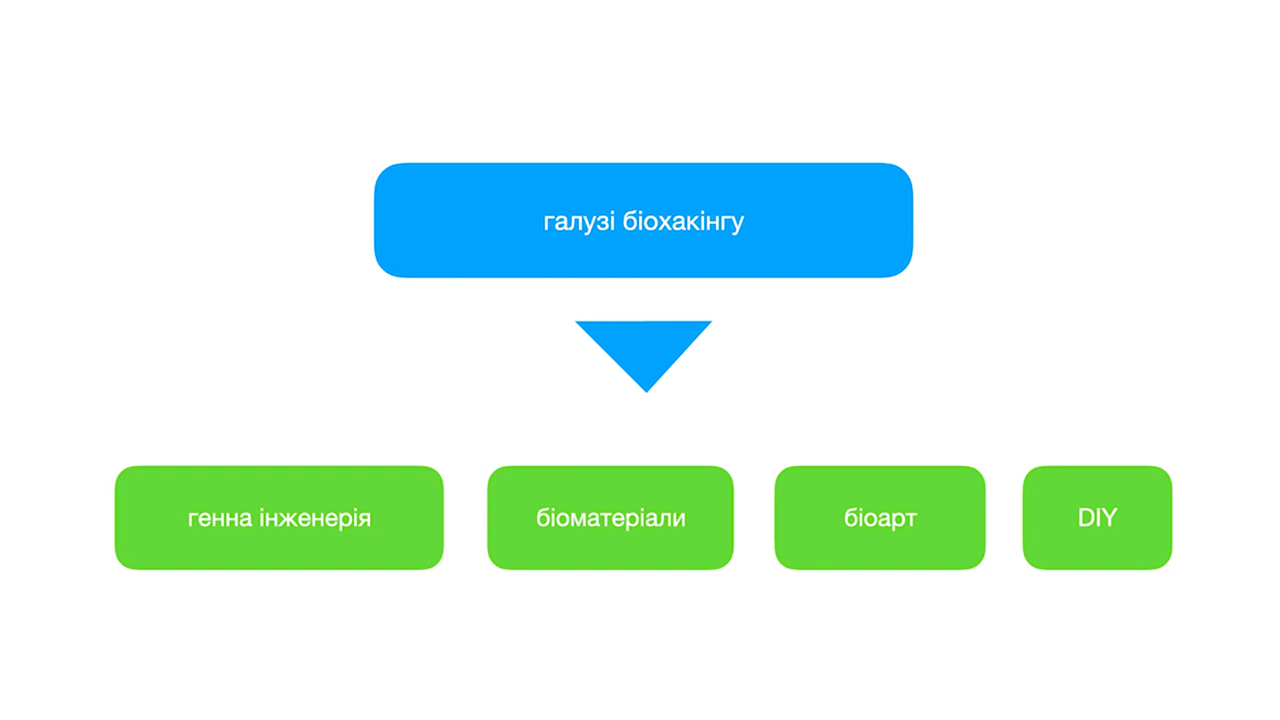 галузі біохакінгу
генна інженерія
біоматеріали
біоарт
DIY